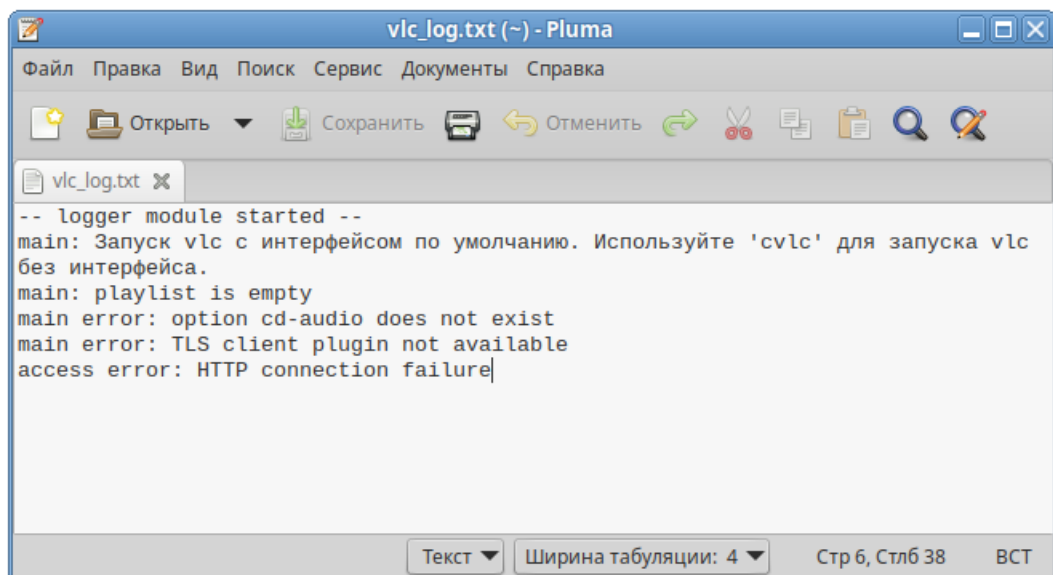 vlc_log.txt (~) - Pluma
Файл Правка Вид Поиск Сервис Документы Справка
Открыть Сохранить Отменить
vlc_log.txt
-- logger module started --
main: Запуск vlc с интерфейсом по умолчанию. Используйте 'cvlc' для запуска vlc
без интерфейса.
main: playlist is empty
main error: option cd-audio does not exist
main error: TLS client plugin not available
access error: HTTP connection failure
Текст Ширина табуляции: 4 Стр 6, Стлб 38 ВСТ